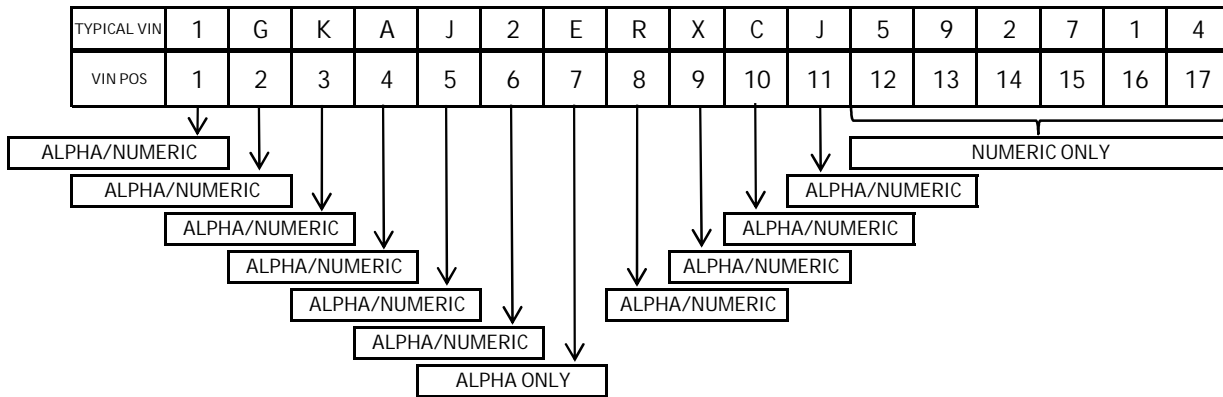 TYPICAL VIN 1 G K A J 2 E R X C J 5 9 2 7 1 4
VIN POS 1 2 3 4 5 6 7 8 9 10 11 12 13 14 15 16 17
ALPHA/NUMERIC NUMERIC ONLY
ALPHA/NUMERIC ALPHA/NUMERIC
ALPHA/NUMERIC ALPHA/NUMERIC
ALPHA/NUMERIC ALPHA/NUMERIC
ALPHA/NUMERIC ALPHA/NUMERIC
ALPHA/NUMERIC
ALPHA ONLY